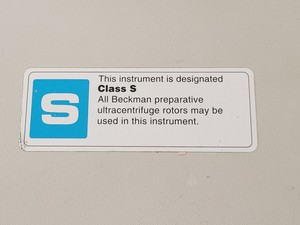 S
This instrument is designated
Class S
All Beckman preparative
ultracentrifuge rotors may be
used in this instrument.